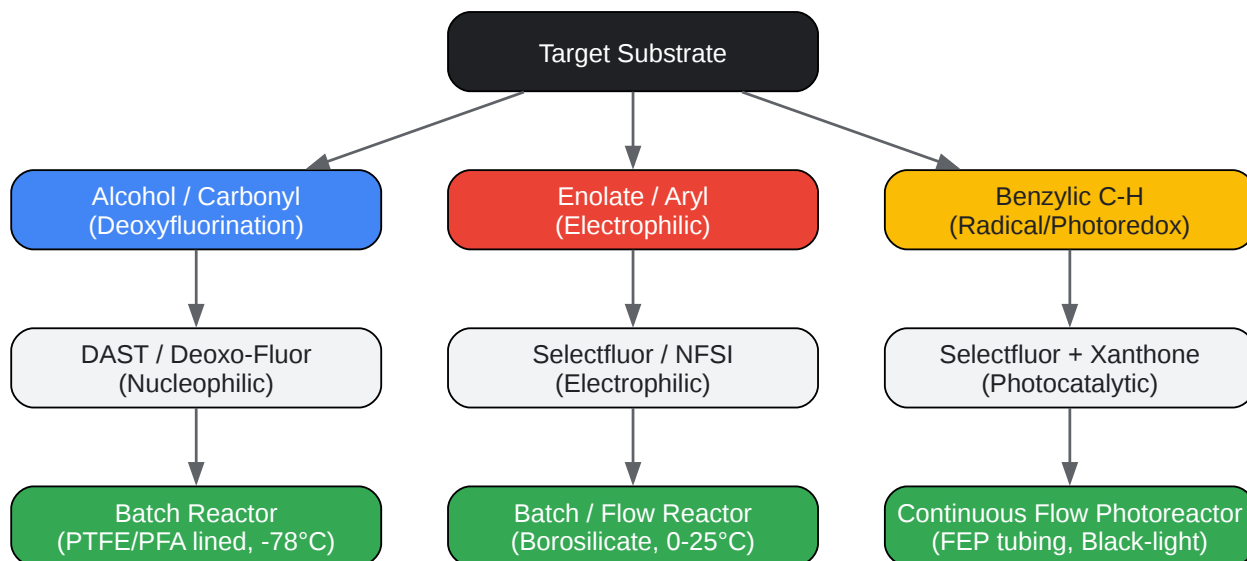 Target Substrate
Alcohol / Carbonyl
(Deoxyfluorination)
Enolate / Aryl
(Electrophilic)
Benzylic C-H
(Radical/Photoredox)
DAST / Deoxo-Fluor
(Nucleophilic)
Selectfluor / NFSI
(Electrophilic)
Selectfluor + Xanthone
(Photocatalytic)
Batch Reactor
(PTFE/PFA lined, -78°C)
Batch / Flow Reactor
(Borosilicate, 0-25°C)
Continuous Flow Photoreactor
(FEP tubing, Black-light)